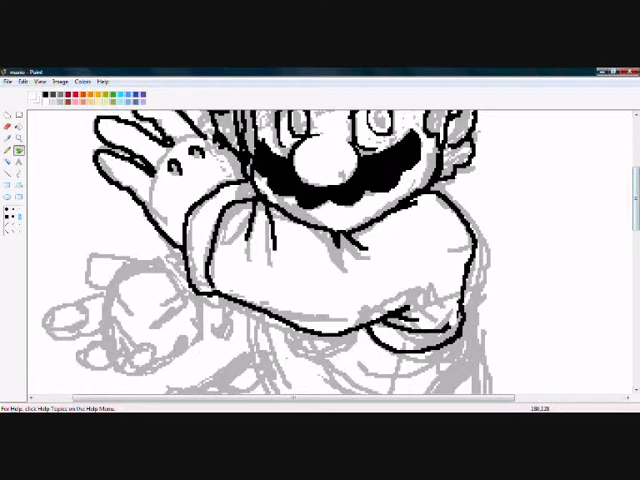 mario - Paint
File Edit View Image Colors Help
For Help, click Help Topics on the Help Menu.